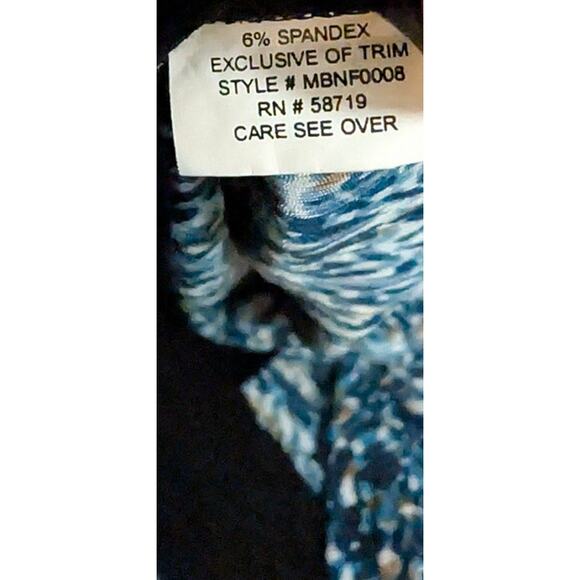 6% SPANDEX
EXCLUSIVE OF TRIM
STYLE # MBNF0008
RN # 58719
CARE SEE OVER